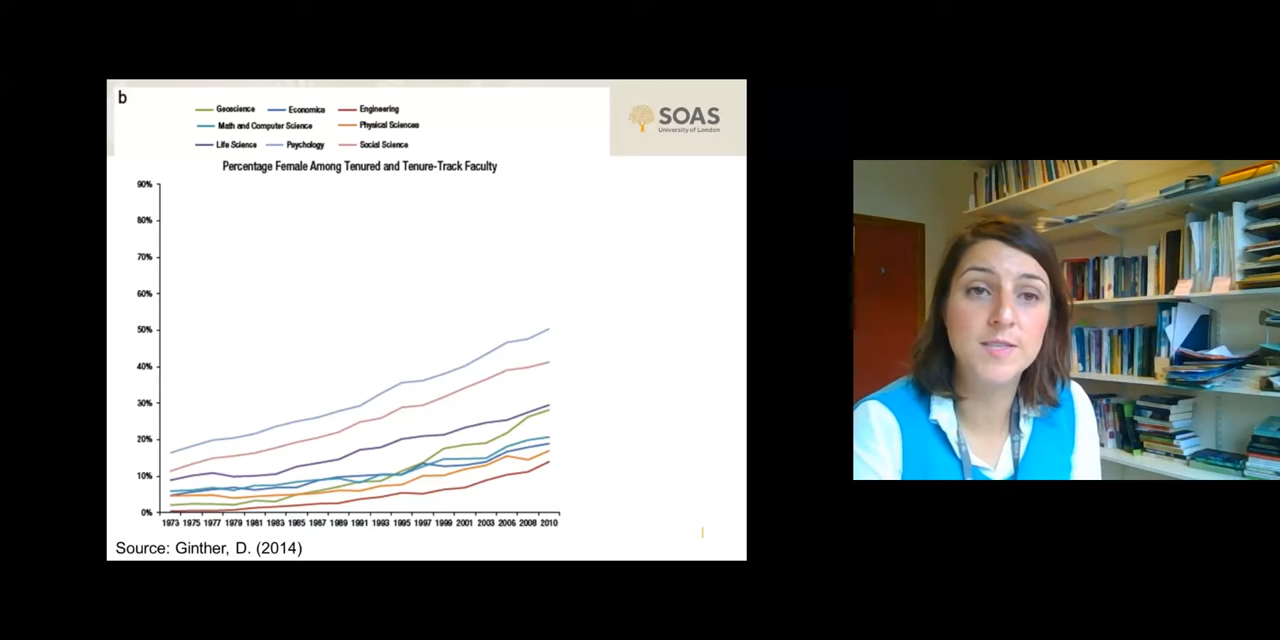 b
Geoscience Economics Engineering
Math and Computer Science Physical Sciences
Life Science Psychology Social Science
SOAS
University of London
Percentage Female Among Tenured and Tenure-Track Faculty
90%
80%
70%
60%
50%
40%
30%
20%
10%
0%
1973 1975 1977 1979 1981 1983 1985 1987 1989 1991 1993 1995 1997 1999 2001 2003 2006 2008 2010
Source: Ginther, D. (2014)